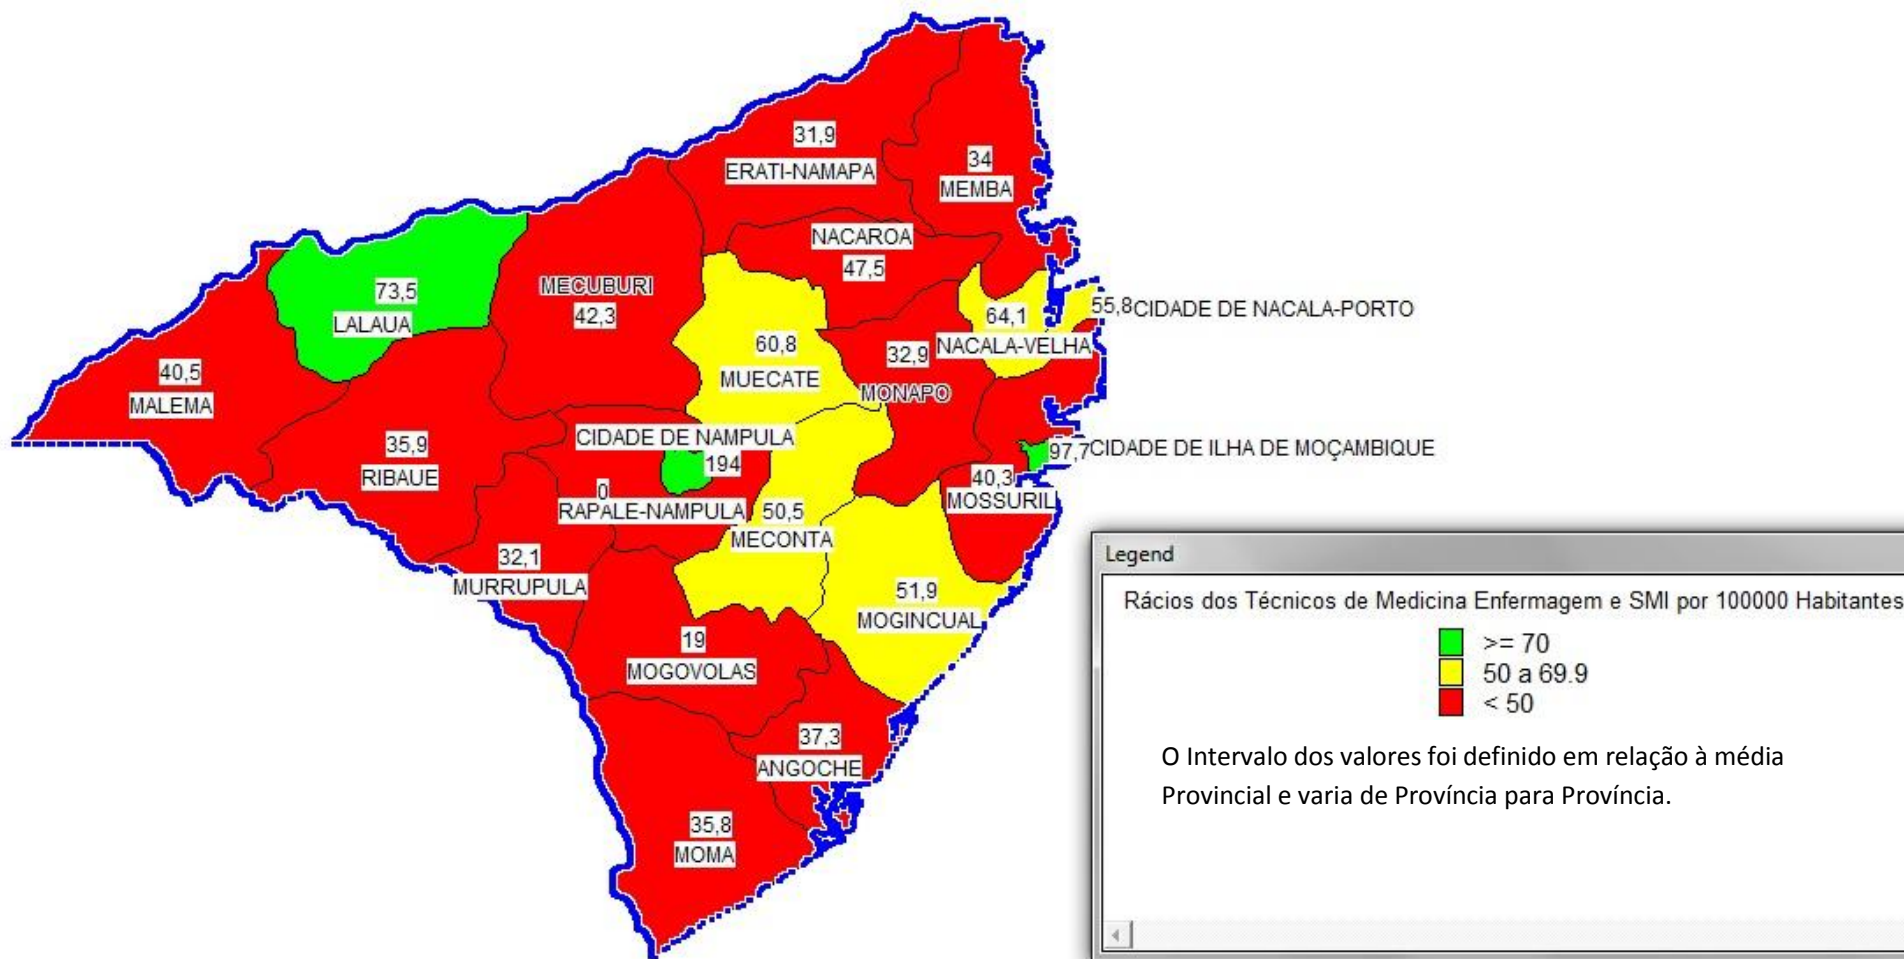 31,9
ERATI-NAMAPA
34
MEMBA
NACAROA
47,5
73,5
LALAUA
MECUBURI
42,3
64,1
NACALA-VELHA
55,8
CIDADE DE NACALA-PORTO
60,8
MUECATE
32,9
MONAPO
40,5
MALEMA
35,9
RIBAUE
CIDADE DE NAMPULA
194
97,7
CIDADE DE ILHA DE MOÇAMBIQUE
40,3
MOSSURIL
0
RAPALE-NAMPULA
50,5
MECONTA
32,1
MURRUPULA
51,9
MOGINCUAL
19
MOGOVOLAS
37,3
ANGOCHE
35,8
MOMA
Legend
Rácios dos Técnicos de Medicina Enfermagem e SMI por 100000 Habitantes
>= 70
50 a 69.9
< 50
O Intervalo dos valores foi definido em relação à média
Provincial e varia de Província para Província.